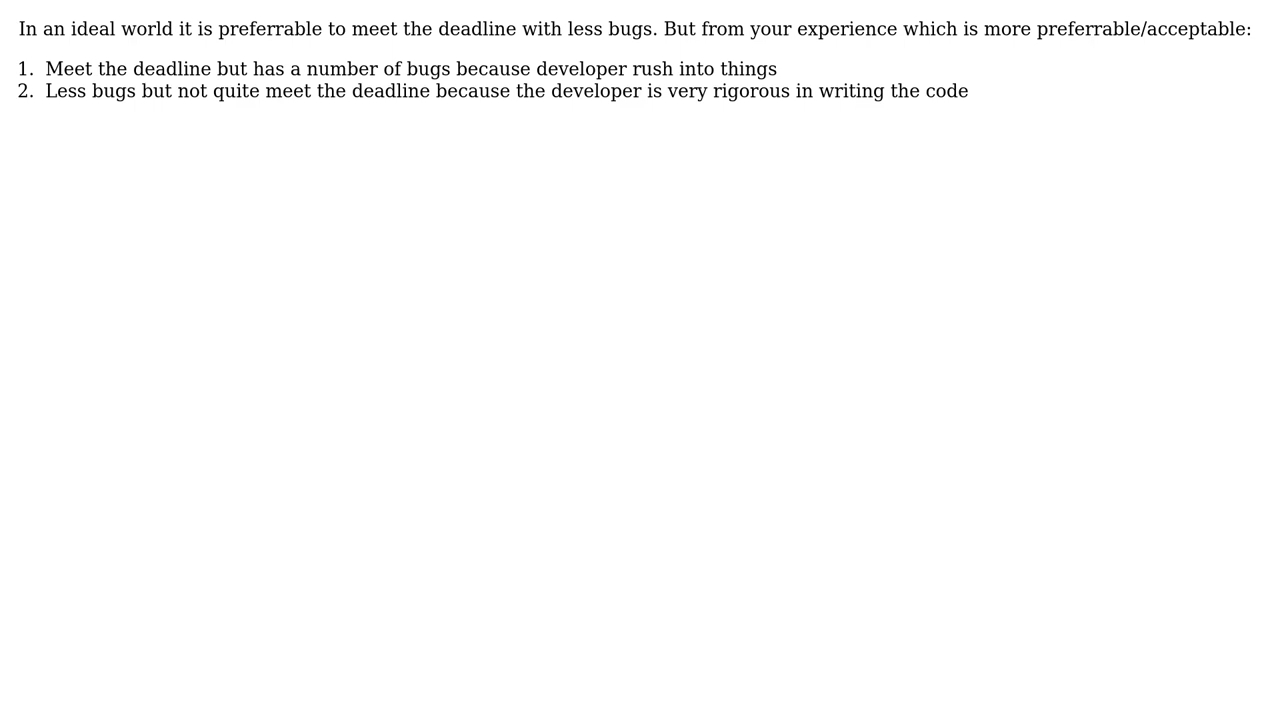 In an ideal world it is preferrable to meet the deadline with less bugs. But from your experience which is more preferrable/acceptable:
1. Meet the deadline but has a number of bugs because developer rush into things
2. Less bugs but not quite meet the deadline because the developer is very rigorous in writing the code